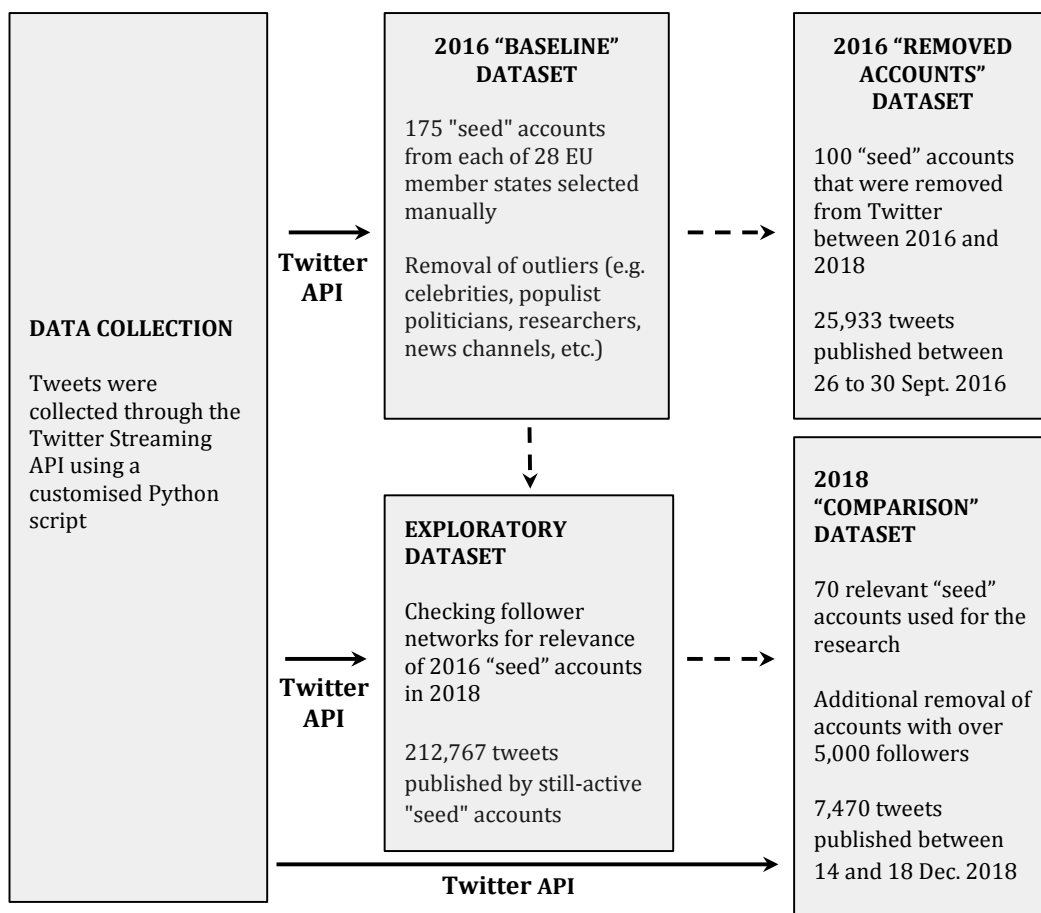 DATA COLLECTION
Tweets were
collected through the
Twitter Streaming
API using a
customised Python
script
Twitter
API
2016 “BASELINE”
DATASET
175 "seed" accounts
from each of 28 EU
member states selected
manually
Removal of outliers (e.g.
celebrities, populist
politicians, researchers,
news channels, etc.)
2016 “REMOVED
ACCOUNTS”
DATASET
100 “seed” accounts
that were removed
from Twitter
between 2016 and
2018
25,933 tweets
published between
26 to 30 Sept. 2016
Twitter
API
EXPLORATORY
DATASET
Checking follower
networks for relevance
of 2016 “seed” accounts
in 2018
212,767 tweets
published by still-active
"seed" accounts
2018
“COMPARISON”
DATASET
70 relevant “seed”
accounts used for the
research
Additional removal of
accounts with over
5,000 followers
7,470 tweets
published between
14 and 18 Dec. 2018
Twitter API